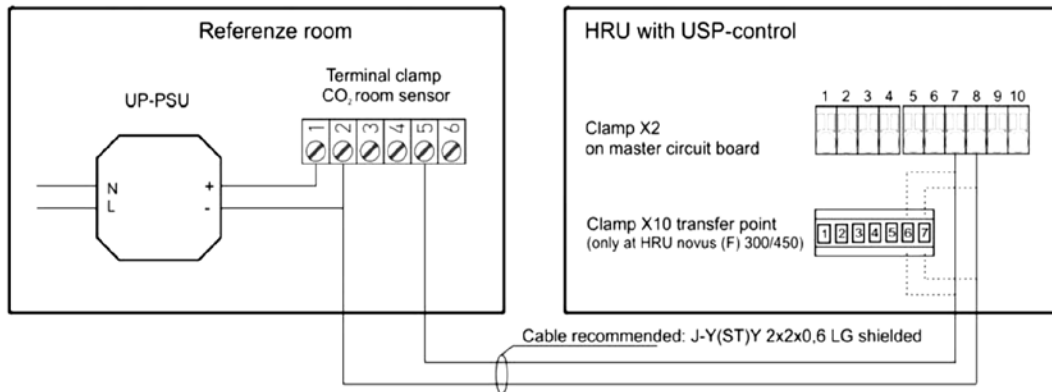 Referenze room
Terminal clamp
CO₂ room sensor
UP-PSU
1 2 3 4 5 6
N +
L -
HRU with USP-control
1 2 3 4 5 6 7 8 9 10
Clamp X2
on master circuit board
Clamp X10 transfer point
(only at HRU novus (F) 300/450)
1 2 3 4 5 6 7
Cable recommended: J-Y(ST)Y 2x2x0,6 LG shielded